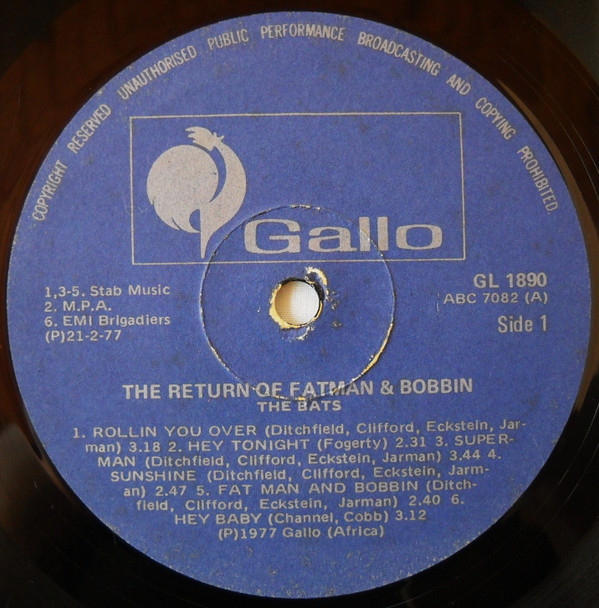 COPYRIGHT RESERVED UNAUTHORISED PUBLIC PERFORMANCE BROADCASTING AND COPYING PROHIBITED
Gallo
1,3-5. Stab Music
2. M.P.A.
6. EMI Brigadiers
(P)21-2-77
GL 1890
ABC 7082 (A)
Side 1
THE RETURN OF FATMAN & BOBBIN
THE BATS
1. ROLLIN YOU OVER (Ditchfield, Clifford, Eckstein, Jar-
man) 3.18 2. HEY TONIGHT (Fogerty) 2.31 3. SUPER-
MAN (Ditchfield, Clifford, Eckstein, Jarman) 3.44 4.
SUNSHINE (Ditchfield, Clifford, Eckstein, Jarm-
an) 2.47 5. FAT MAN AND BOBBIN (Ditch-
field, Clifford, Eckstein, Jarman) 2.40 6.
HEY BABY (Channel, Cobb) 3.12
(P)1977 Gallo (Africa)